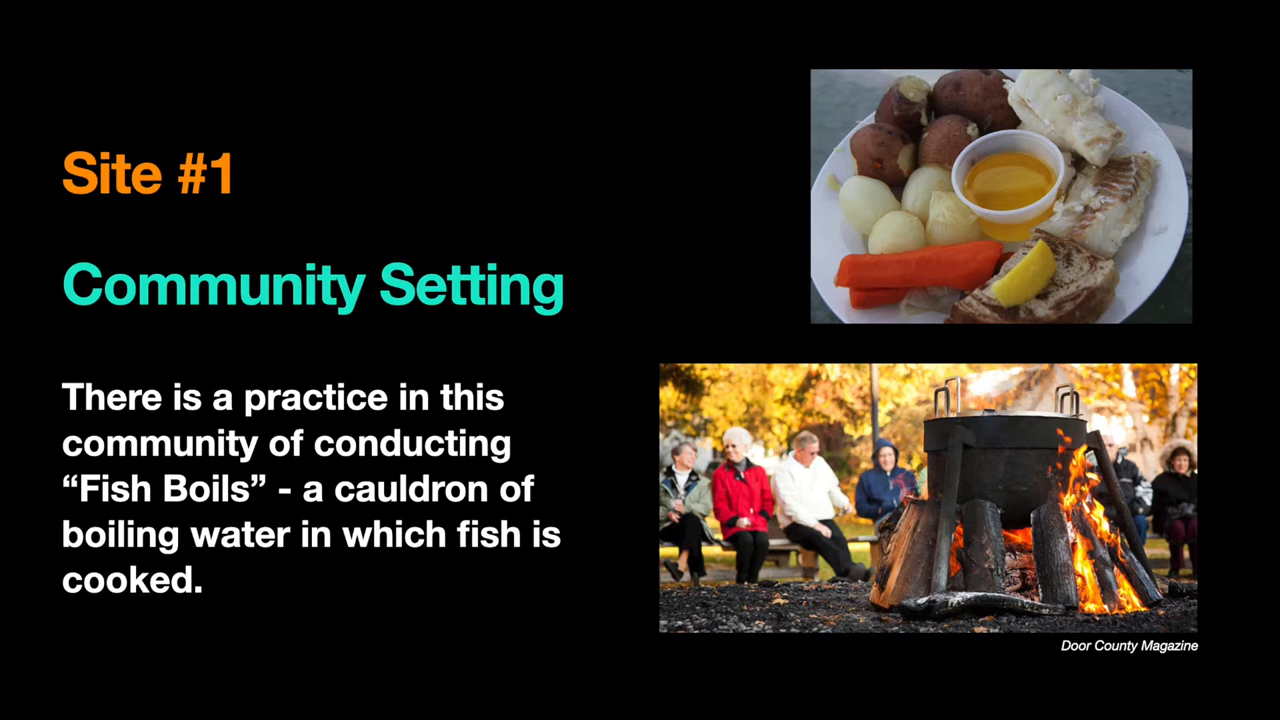 Site #1
Community Setting
There is a practice in this
community of conducting
“Fish Boils” - a cauldron of
boiling water in which fish is
cooked.
Door County Magazine